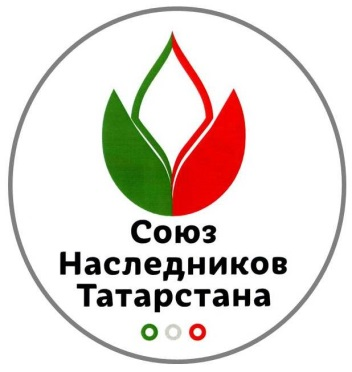 Союз
Наследников
Татарстана